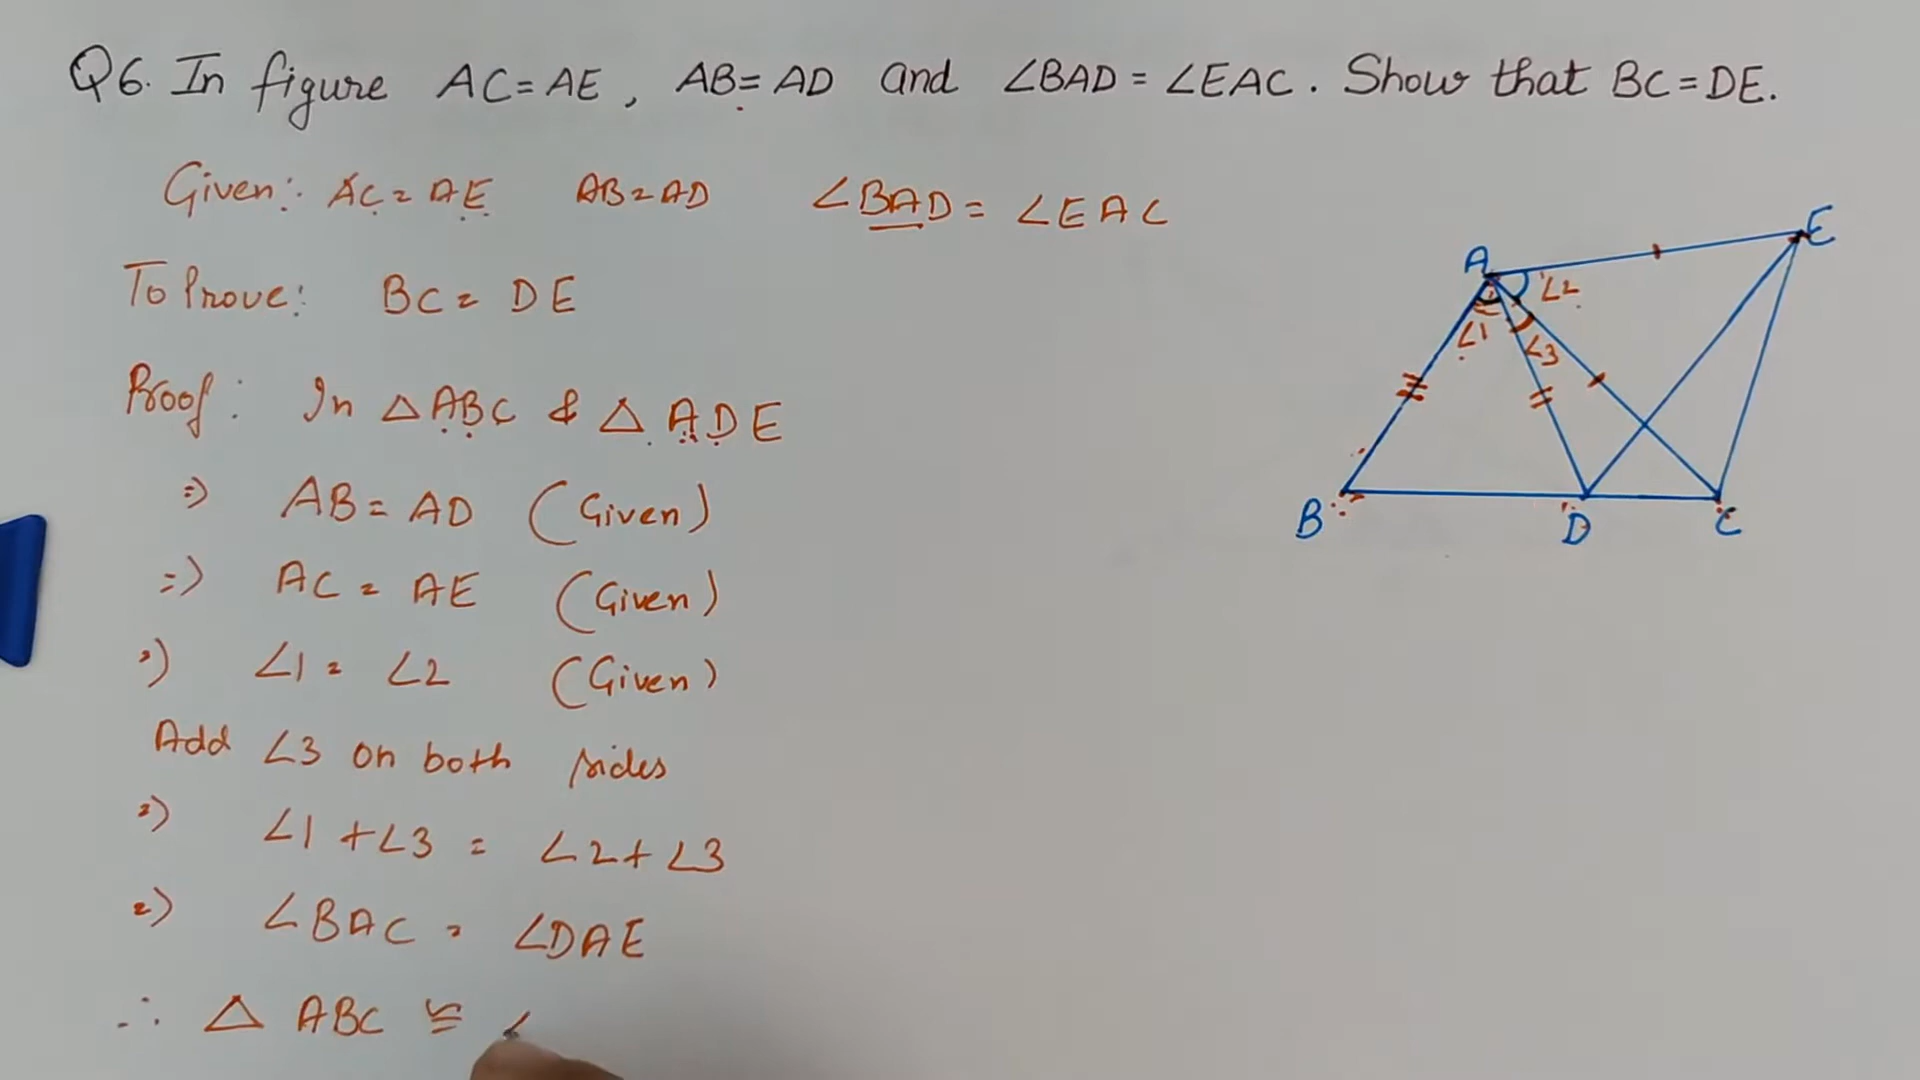 Q6. In figure AC = AE , AB = AD and ∠BAD = ∠EAC . Show that BC = DE.
Given:- AC = AE AB = AD ∠BAD = ∠EAC
To Prove: BC = DE
Proof: In △ABC & △ADE
⇒ AB = AD (Given)
⇒ AC = AE (Given)
⇒ ∠1 = ∠2 (Given)
Add ∠3 on both sides
⇒ ∠1 + ∠3 = ∠2 + ∠3
⇒ ∠BAC = ∠DAE
∴ △ ABC ≅
A
E
∠2
∠1
∠3
B
D
C